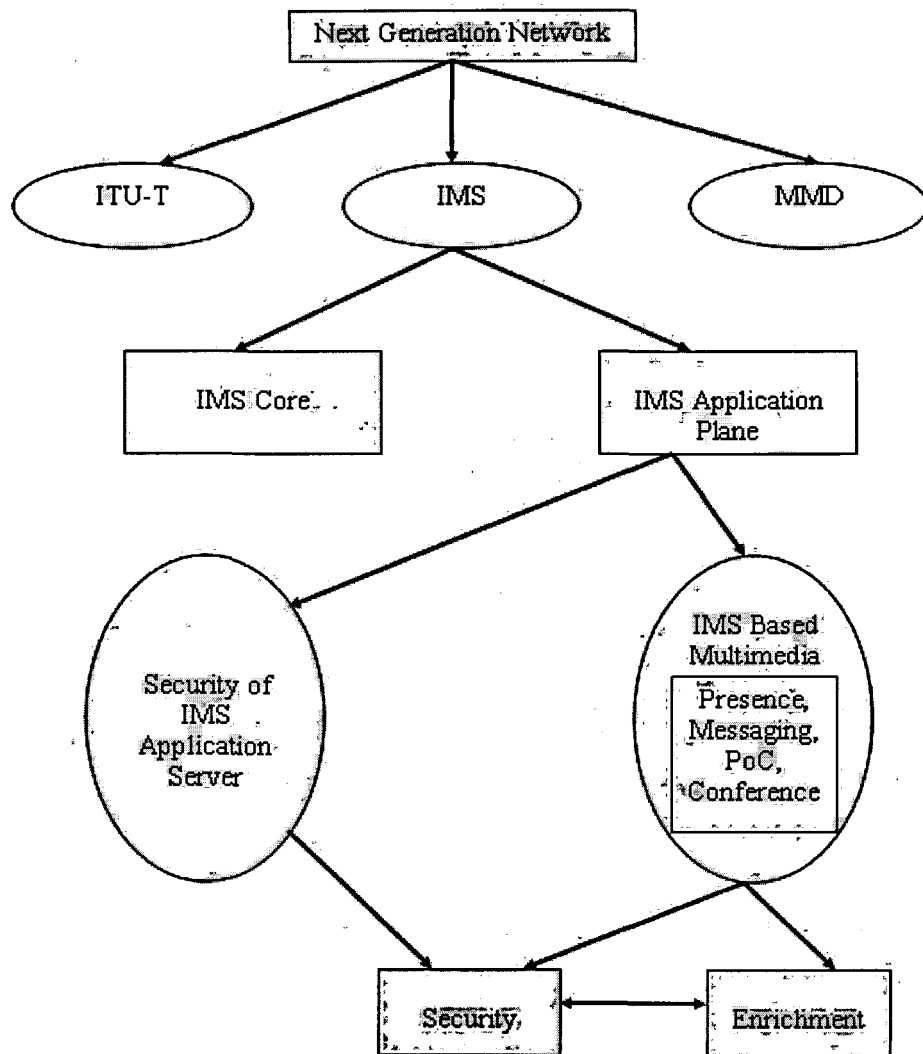 Next Generation Network
ITU-T
IMS
MMD
IMS Core
IMS Application
Plane
Security of
IMS
Application
Server
IMS Based
Multimedia
Presence,
Messaging,
PoC,
Conference
Security
Enrichment